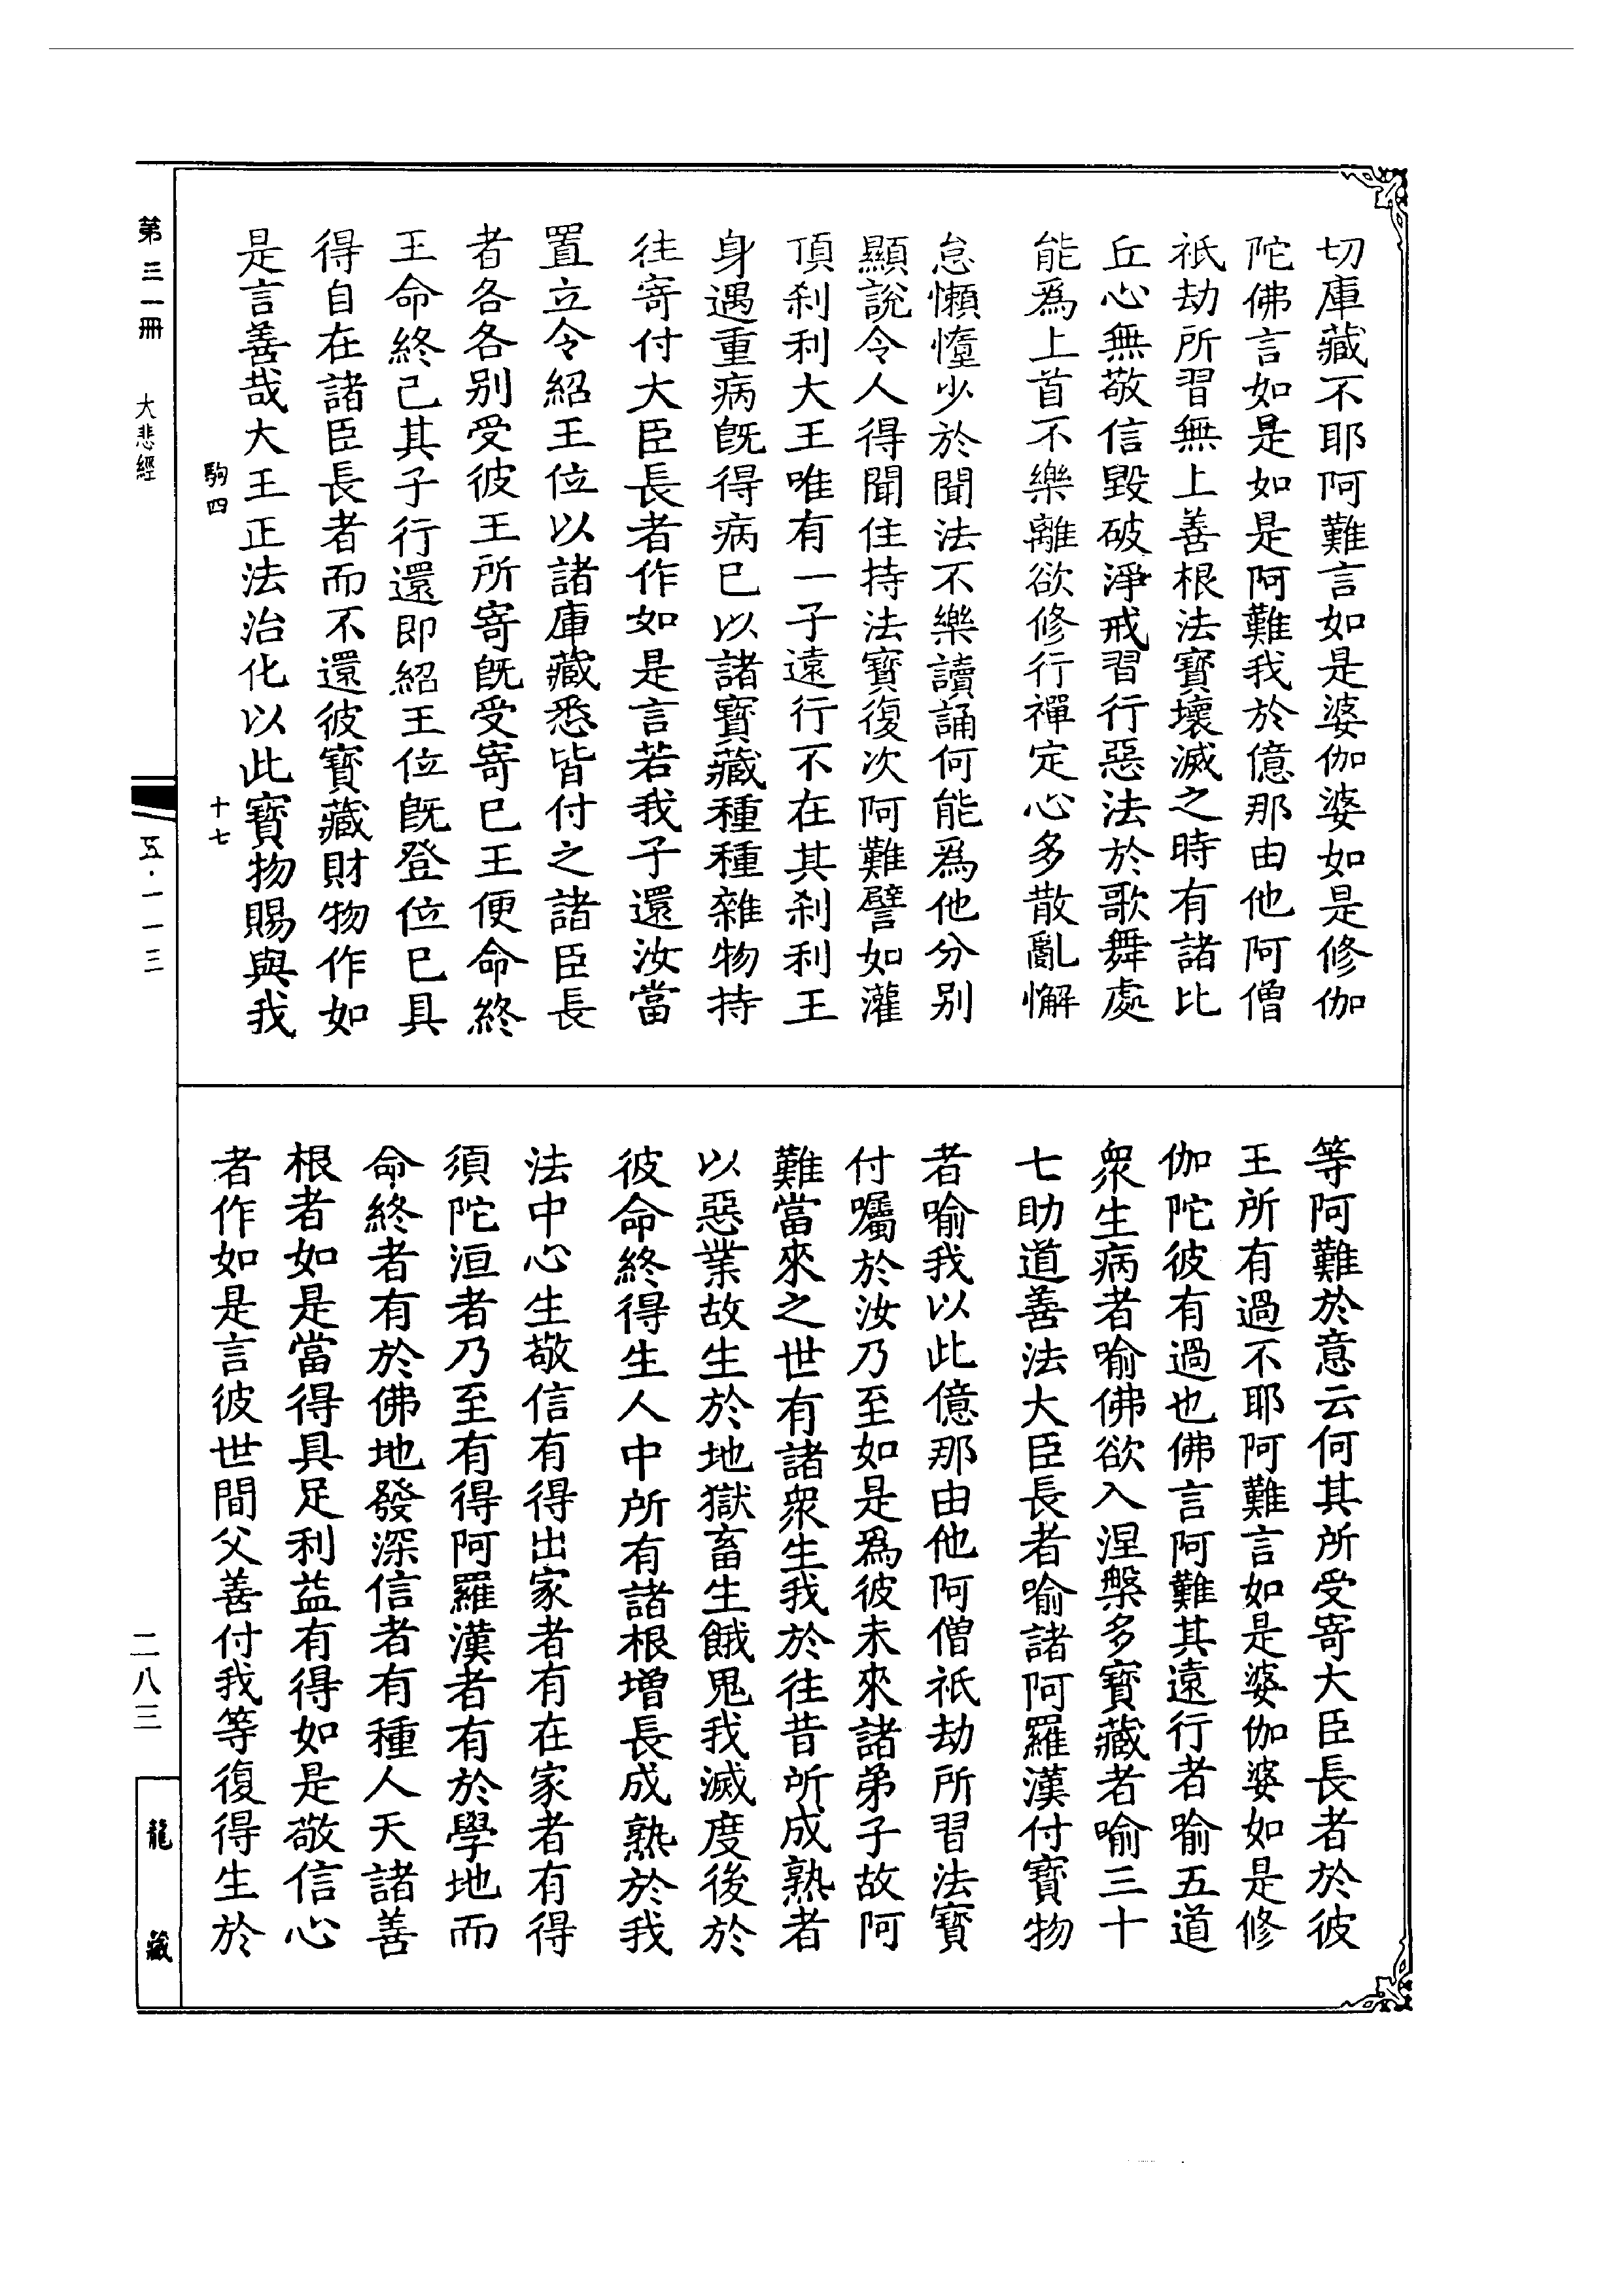 切庫藏不耶阿難言如是婆伽婆如是修伽
陀佛言如是如是阿難我於億那由他阿僧
祇劫所習無上善根法寶壞滅之時有諸比
丘心無敬信毀破淨戒習行惡法於歌舞處
能爲上首不樂離欲修行禪定心多散亂懈
怠懶惰少於聞法不樂讀誦何能爲他分別
顯說令人得聞住持法寶復次阿難譬如灌
頂刹利大王唯有一子遠行不在其刹利王
身遇重病旣得病已以諸寶藏種種雜物持
往寄付大臣長者作如是言若我子還汝當
置立令紹王位以諸庫藏悉皆付之諸臣長
者各各別受彼王所寄旣受寄已王便命終
王命終已其子行還即紹王位旣登位已具
得自在諸臣長者而不還彼寶藏財物作如
是言善哉大王正法治化以此寶物賜與我
駒四 十七
等阿難於意云何其所受寄大臣長者於彼
王所有過不耶阿難言如是婆伽婆如是修
伽陀彼有過也佛言阿難其遠行者喻五道
衆生病者喻佛欲入涅槃多寶藏者喻三十
七助道善法大臣長者喻諸阿羅漢付寶物
者喻我以此億那由他阿僧祇劫所習法寶
付囑於汝乃至如是爲彼未來諸弟子故阿
難當來之世有諸衆生我於往昔所成熟者
以惡業故生於地獄畜生餓鬼我滅度後於
彼命終得生人中所有諸根增長成熟於我
法中心生敬信有得出家者有在家者有得
須陀洹者乃至有得阿羅漢者有於學地而
命終者有於佛地發深信者有種人天諸善
根者如是當得具足利益有得如是敬信心
者作如是言彼世間父善付我等復得生於
第三一冊 大悲經 五·一一三 二八三 龍藏